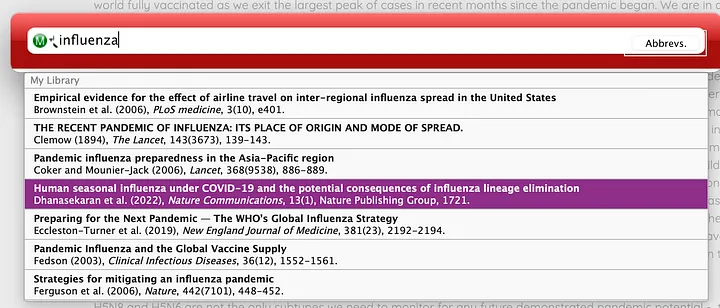 world fully vaccinated as we exit the largest peak of cases in recent months since the pandemic began. We are in a
influenza
Abbrevs.
My Library
Empirical evidence for the effect of airline travel on inter-regional influenza spread in the United States
Brownstein et al. (2006), PLoS medicine, 3(10), e401.
THE RECENT PANDEMIC OF INFLUENZA: ITS PLACE OF ORIGIN AND MODE OF SPREAD.
Clemow (1894), The Lancet, 143(3673), 139-143.
Pandemic influenza preparedness in the Asia-Pacific region
Coker and Mounier-Jack (2006), Lancet, 368(9538), 886-889.
Human seasonal influenza under COVID-19 and the potential consequences of influenza lineage elimination
Dhanasekaran et al. (2022), Nature Communications, 13(1), Nature Publishing Group, 1721.
Preparing for the Next Pandemic — The WHO's Global Influenza Strategy
Eccleston-Turner et al. (2019), New England Journal of Medicine, 381(23), 2192-2194.
Pandemic Influenza and the Global Vaccine Supply
Fedson (2003), Clinical Infectious Diseases, 36(12), 1552-1561.
Strategies for mitigating an influenza pandemic
Ferguson et al. (2006), Nature, 442(7101), 448-452.
H5N8 and H5N6 are not the only subtypes we need to monitor for any future demonstrated pandemic potential